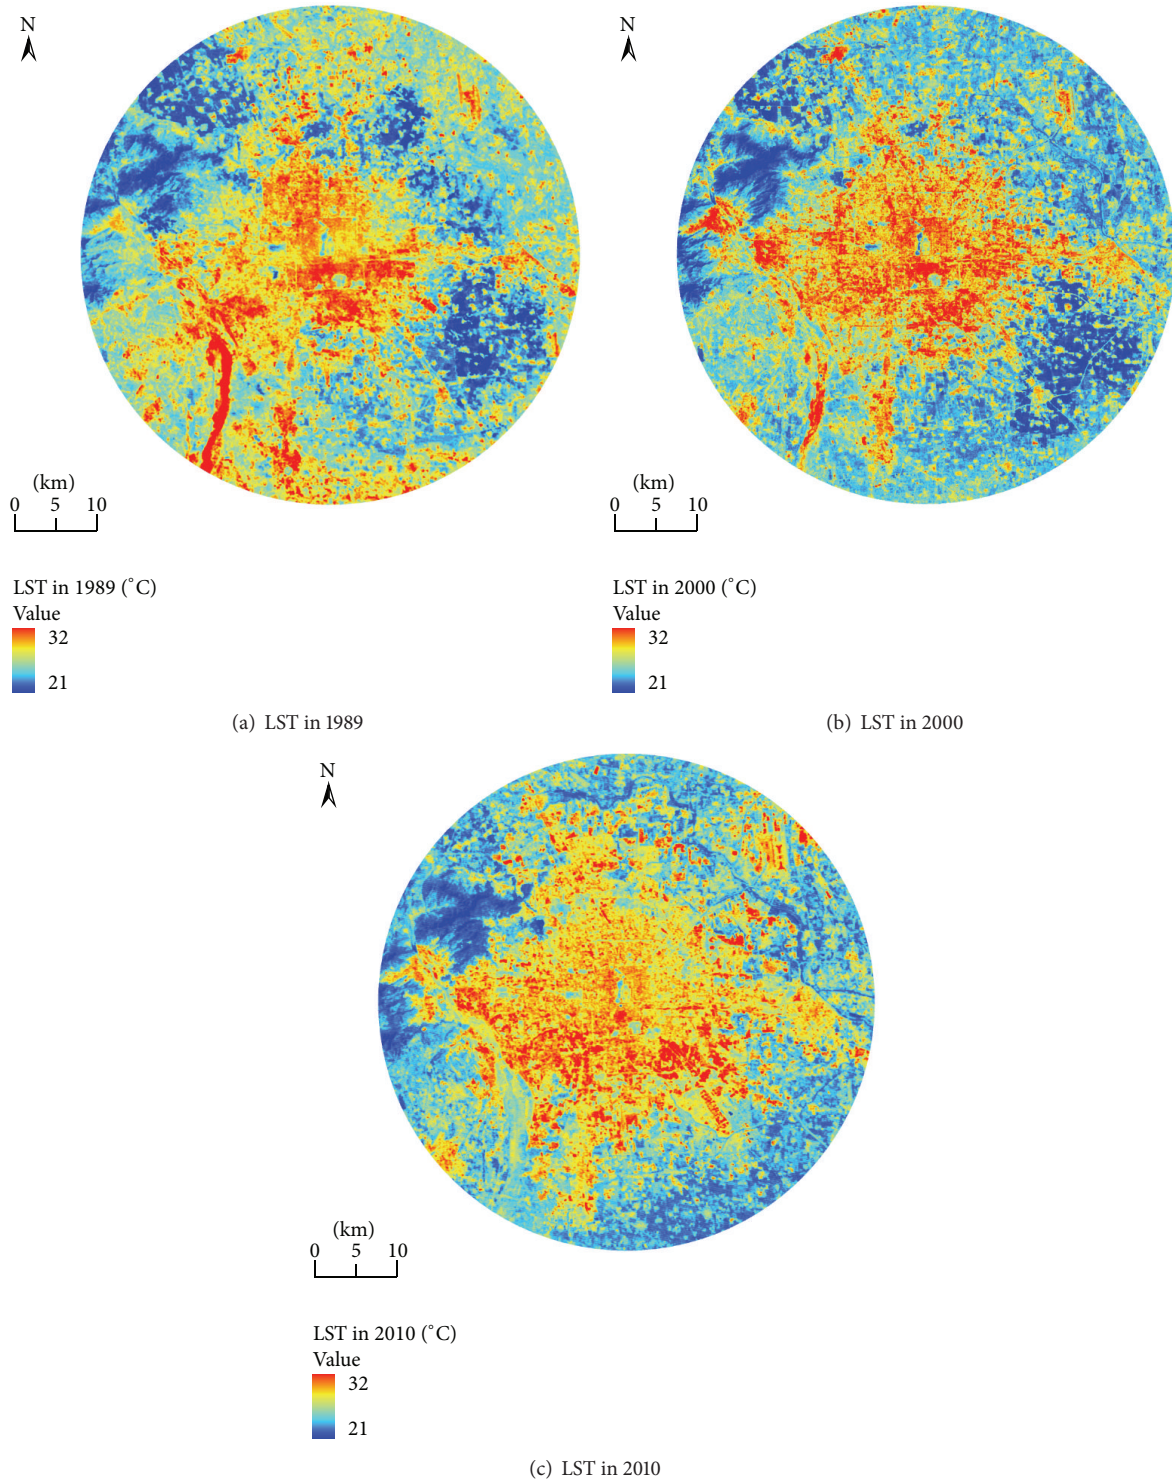 N
(km)
0 5 10
LST in 1989 (°C)
Value
32
21
(a) LST in 1989
N
(km)
0 5 10
LST in 2000 (°C)
Value
32
21
(b) LST in 2000
N
(km)
0 5 10
LST in 2010 (°C)
Value
32
21
(c) LST in 2010